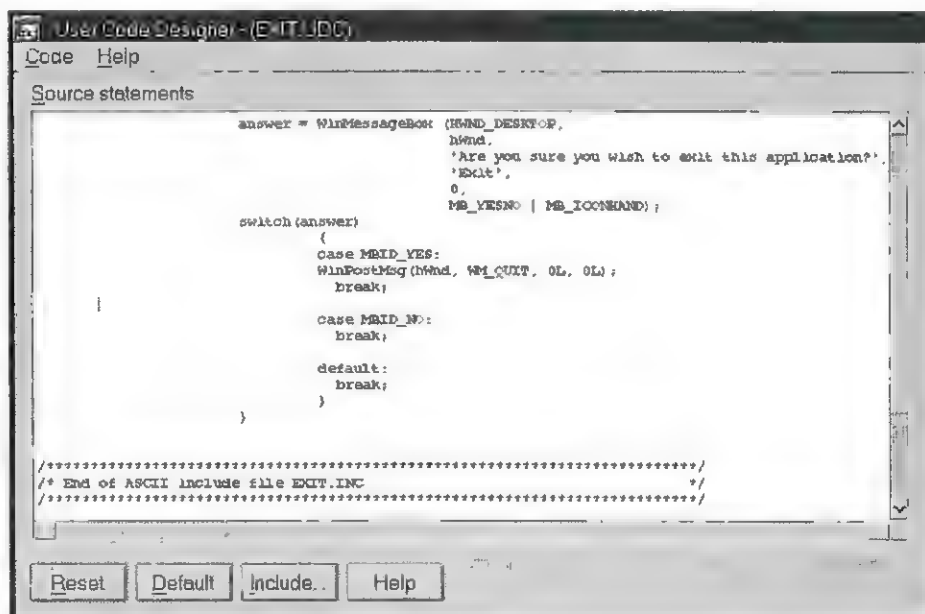 User Code Designer - (EXIT.UDC)
Code Help
Source statements
answer = WinMessageBox (HWND_DESKTOP,
hWnd,
'Are you sure you wish to exit this application?',
'Exit',
0,
MB_YESNO | MB_ICONHAND);
switch(answer)
{
case MBID_YES:
WinPostMsg(hWnd, WM_QUIT, 0L, 0L);
break;
case MBID_NO:
break;
default:
break;
}
}
/**************************************************************************/
/* End of ASCII include file EXIT.INC */
/**************************************************************************/
Reset Default Include.. Help